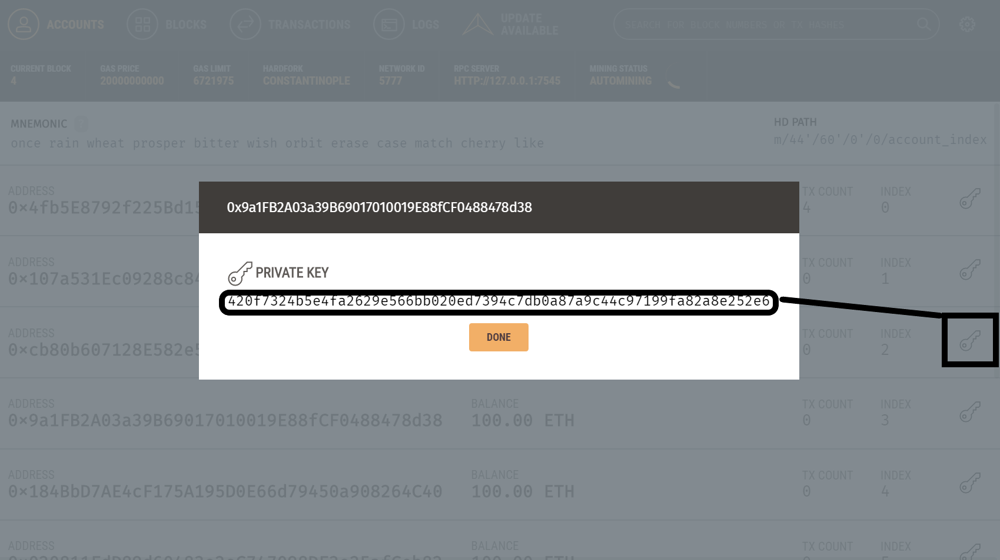 ACCOUNTS
BLOCKS
TRANSACTIONS
LOGS
UPDATE
AVAILABLE
SEARCH FOR BLOCK NUMBERS OR TX HASHES
CURRENT BLOCK
4
GAS PRICE
20000000000
GAS LIMIT
6721975
HARDFORK
CONSTANTINOPLE
NETWORK ID
5777
RPC SERVER
HTTP://127.0.0.1:7545
MINING STATUS
AUTOMINING
MNEMONIC ?
once rain wheat prosper bitter wish orbit erase case match cherry like
HD PATH
m/44'/60'/0'/0/account_index
ADDRESS
0x4fb5E8792f225Bd15
TX COUNT
4
INDEX
0
0x9a1FB2A03a39B69017010019E88fCF0488478d38
PRIVATE KEY
420f7324b5e4fa2629e566bb020ed7394c7db0a87a9c44c97199fa82a8e252e6
DONE
ADDRESS
0x107a531Ec09288c84
TX COUNT
0
INDEX
1
ADDRESS
0xcb80b607128E582e5
TX COUNT
0
INDEX
2
ADDRESS
0x9a1FB2A03a39B69017010019E88fCF0488478d38
BALANCE
100.00 ETH
TX COUNT
0
INDEX
3
ADDRESS
0x184BbD7AE4cF175A195D0E66d79450a908264C40
BALANCE
100.00 ETH
TX COUNT
0
INDEX
4
ADDRESS
BALANCE
100.00 ETH
TX COUNT
0
INDEX
5